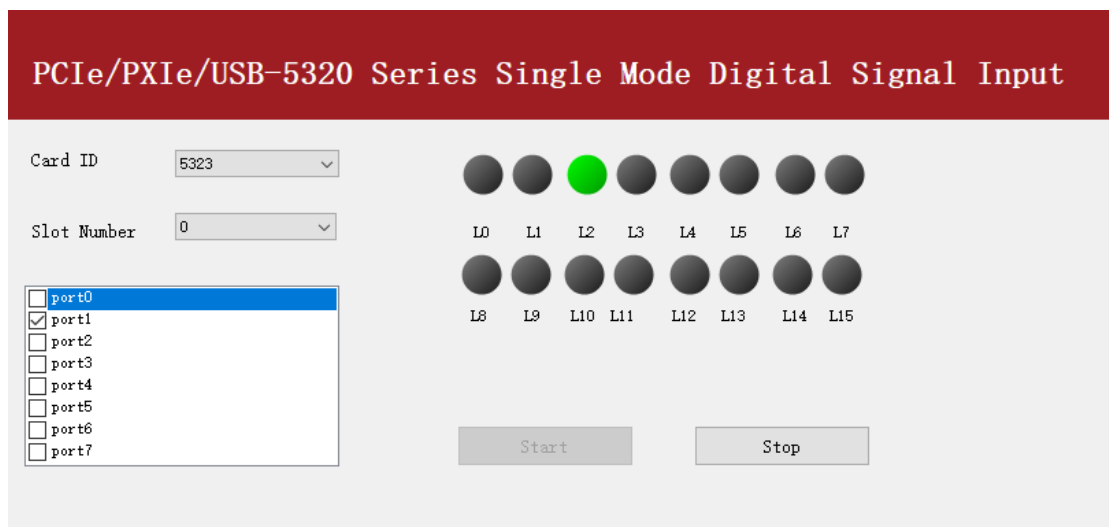 PCIe/PXIe/USB-5320 Series Single Mode Digital Signal Input
Card ID
5323
Slot Number
0
port0
port1
port2
port3
port4
port5
port6
port7
L0 L1 L2 L3 L4 L5 L6 L7
L8 L9 L10 L11 L12 L13 L14 L15
Start
Stop